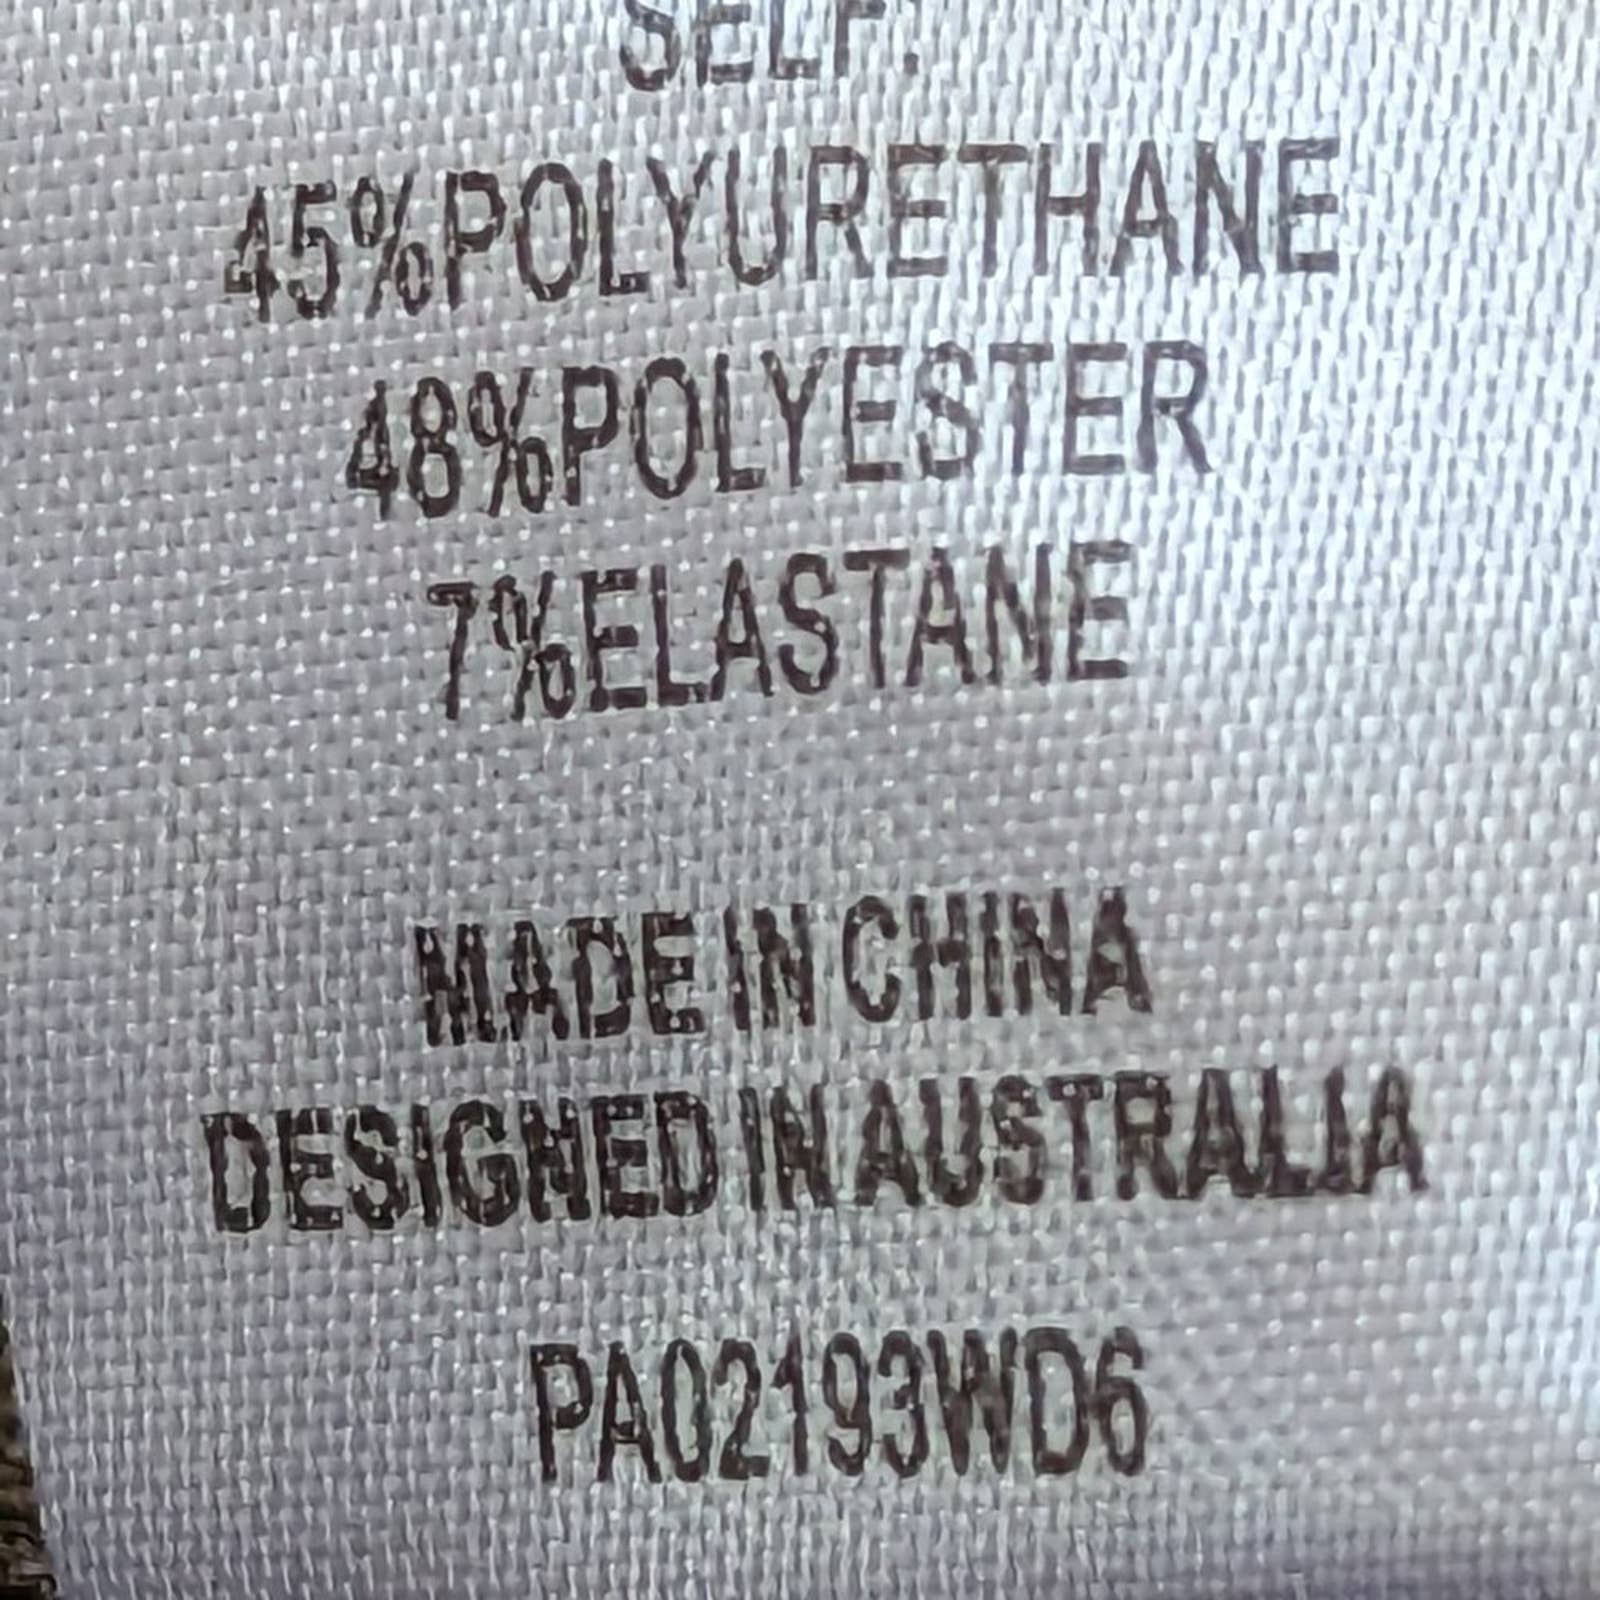 SELF:
45%POLYURETHANE
48%POLYESTER
7%ELASTANE
MADE IN CHINA
DESIGNED IN AUSTRALIA
PA02193WD6